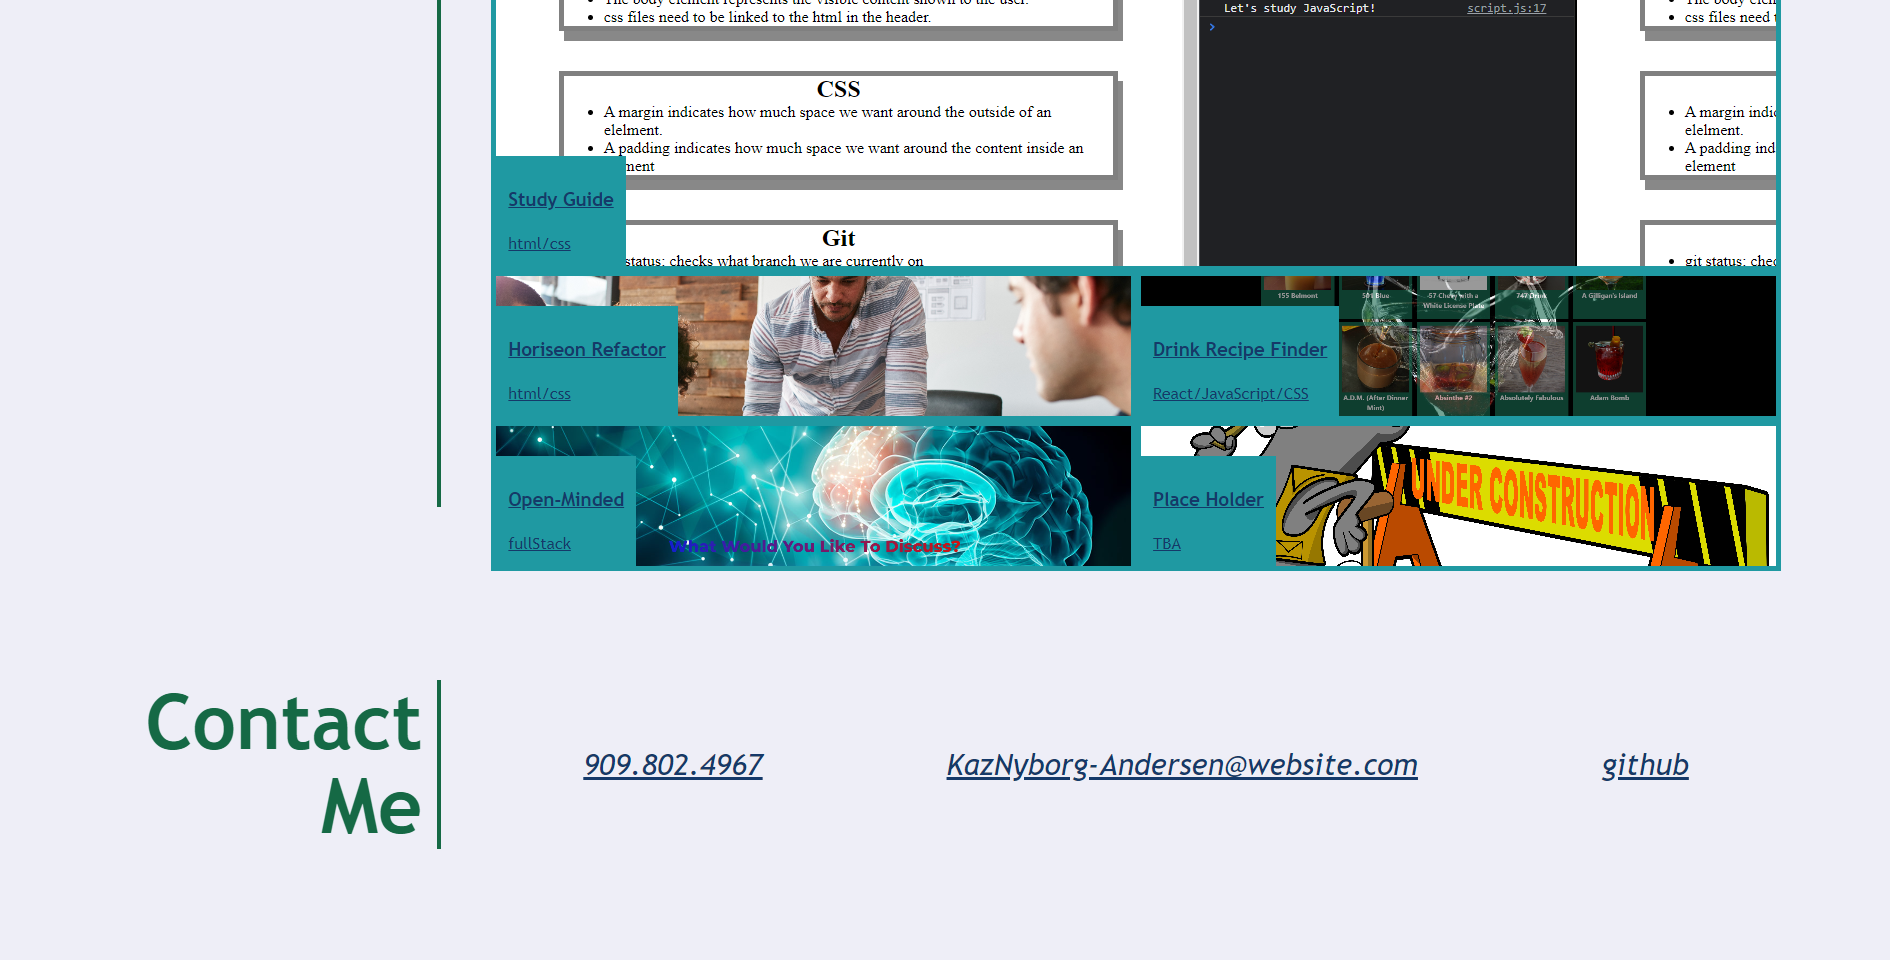 The body element represents the visible content shown to the user.
css files need to be linked to the html in the header.
Let's study JavaScript! script.js:17
The body elem
css files need t
CSS
A margin indicates how much space we want around the outside of an
elelment.
A padding indicates how much space we want around the content inside an
ment
A margin indic
elelment.
A padding ind
element
Study Guide
html/css
Git
status: checks what branch we are currently on
git status: chec
Horiseon Refactor
html/css
155 Belmont
501 Blue
57 Chevy with a
White License Plate
747 Drink
A Gilligan's Island
Drink Recipe Finder
React/JavaScript/CSS
A.D.M. (After Dinner
Mint)
Absinthe #2
Absolutely Fabulous
Adam Bomb
Open-Minded
fullStack
What Would You Like To Discuss?
UNDER CONSTRUCTION
Place Holder
TBA
Contact
Me
909.802.4967
KazNyborg-Andersen@website.com
github